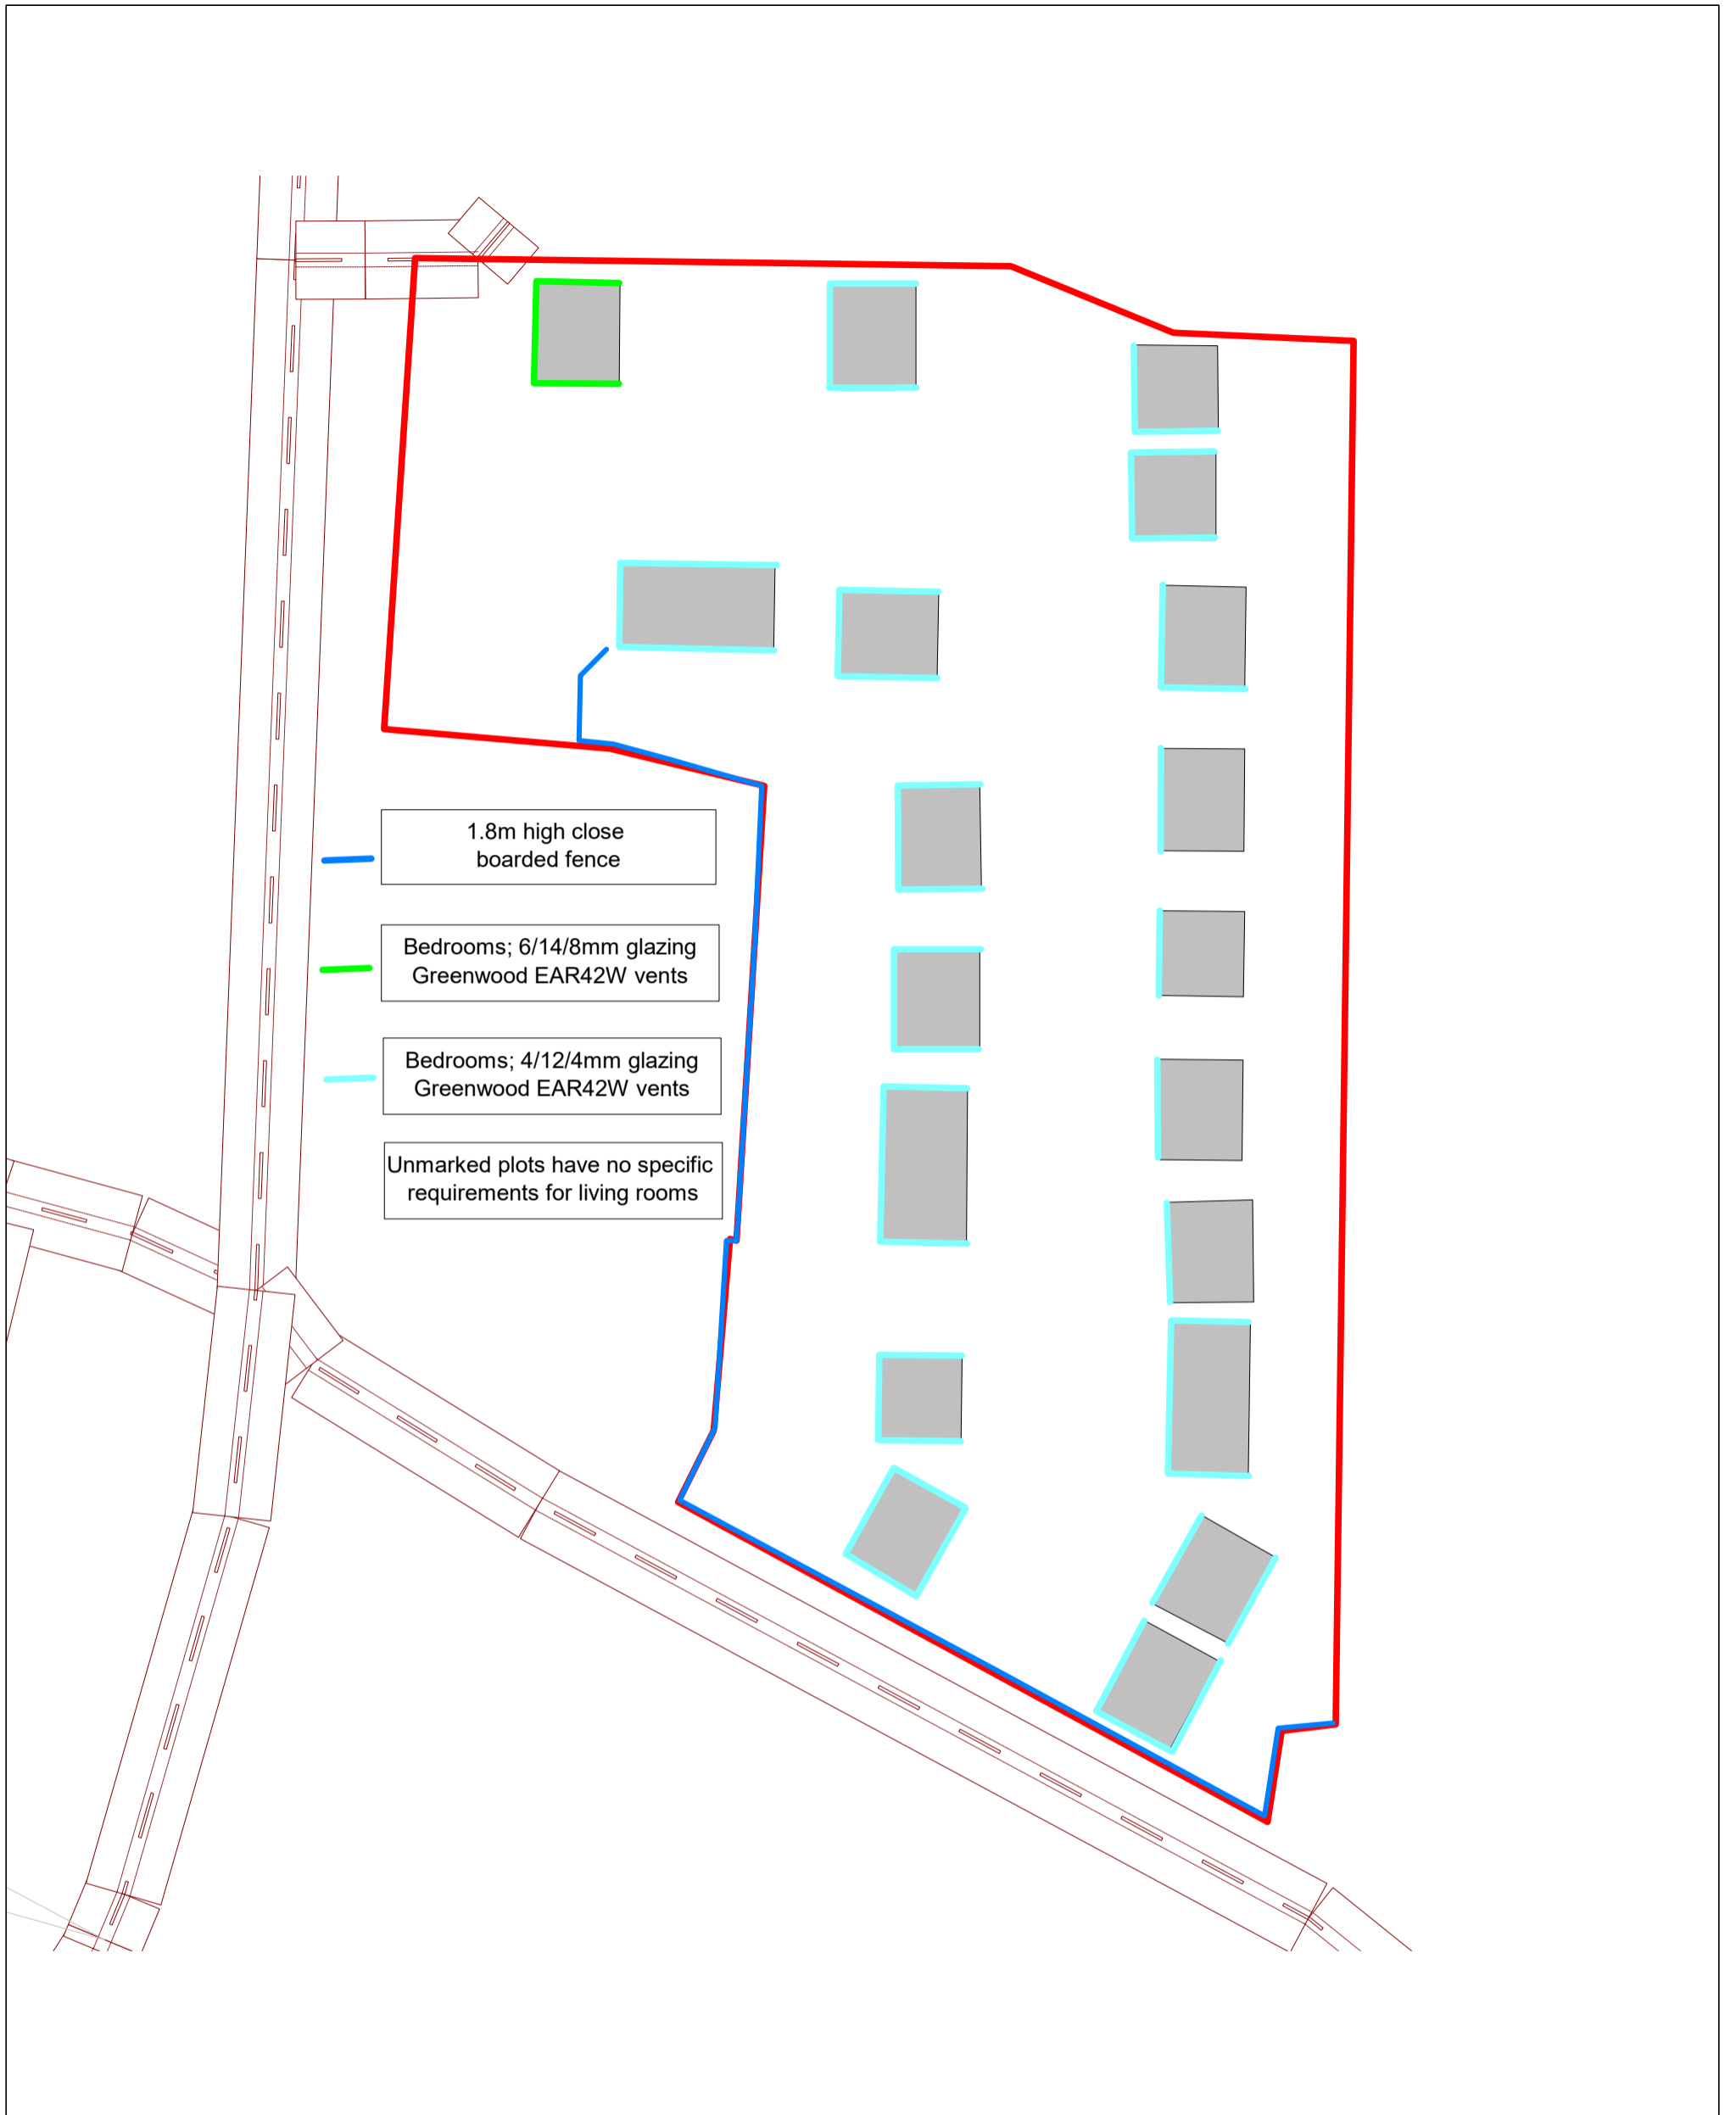 1.8m high close
boarded fence
Bedrooms; 6/14/8mm glazing
Greenwood EAR42W vents
Bedrooms; 4/12/4mm glazing
Greenwood EAR42W vents
Unmarked plots have no specific
requirements for living rooms